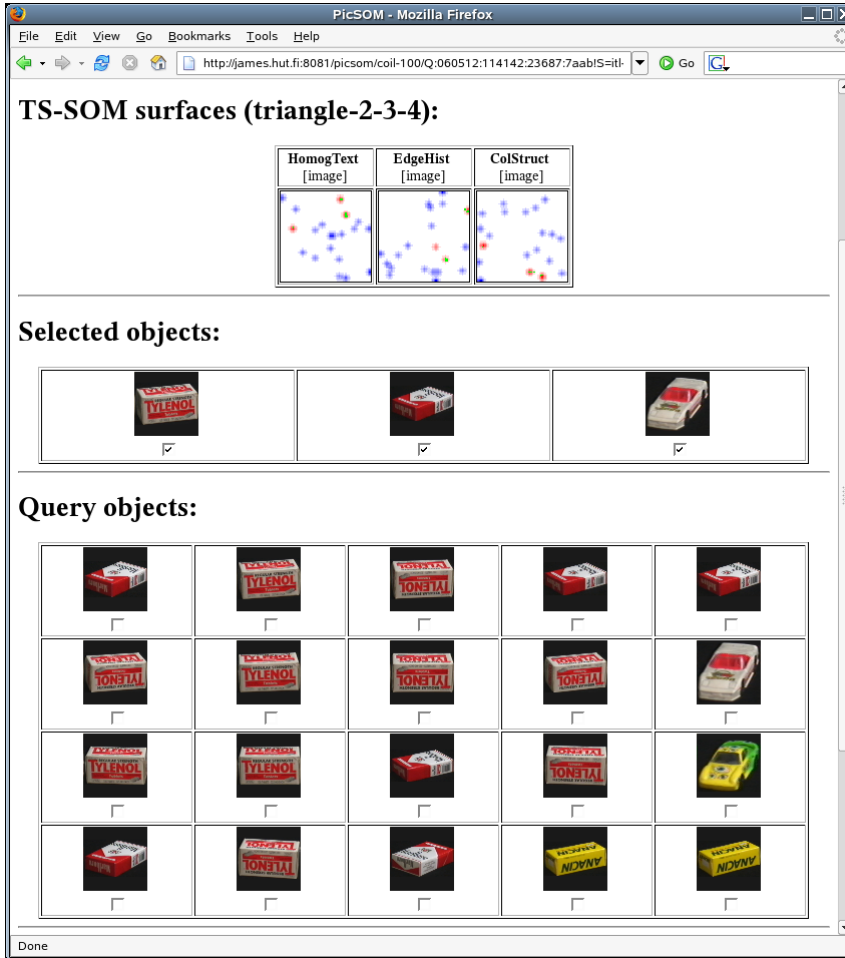 PicSOM - Mozilla Firefox
File Edit View Go Bookmarks Tools Help
http://james.hut.fi:8081/picsom/coil-100/Q:060512:114142:23687:7aab!S=itl- Go
TS-SOM surfaces (triangle-2-3-4):
HomogText EdgeHist ColStruct
[image] [image] [image]
Selected objects:
TYLENOL
Query objects:
TYLENOL TYLENOL
TYLENOL TYLENOL TYLENOL TYLENOL
TYLENOL TYLENOL TYLENOL
TYLENOL ANACIN ANACIN
Done